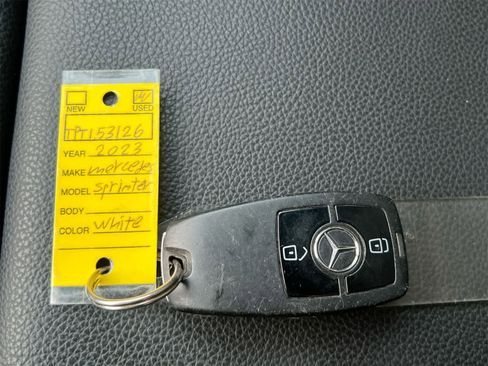 NEW USED
TPT153126
YEAR 2023
MAKE mercedes
MODEL sprinter
BODY
COLOR white